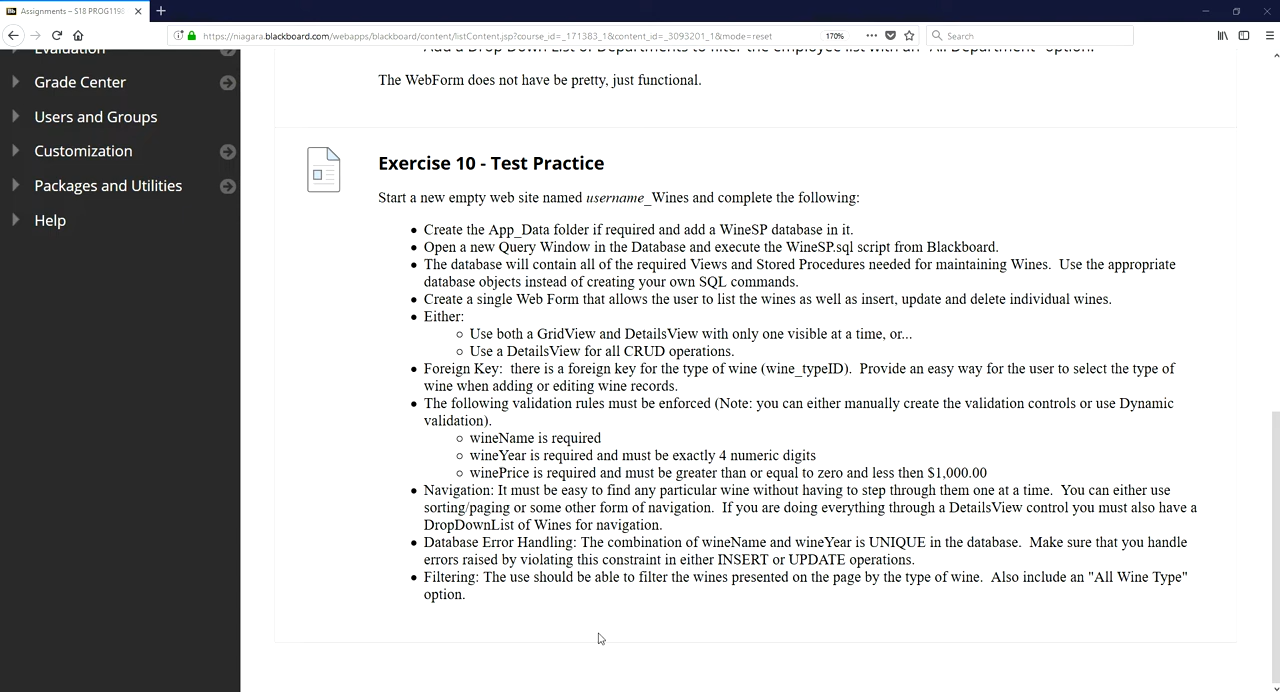 Assignments – S18 PROG1198
https://niagara.blackboard.com/webapps/blackboard/content/listContent.jsp?course_id=_171383_1&content_id=_3093201_1&mode=reset
170%
Search
Evaluation
Grade Center
Users and Groups
Customization
Packages and Utilities
Help
Add a Drop Down List of Departments to filter the employee list with an "All Department" option.
The WebForm does not have be pretty, just functional.
Exercise 10 - Test Practice
Start a new empty web site named username_Wines and complete the following:
Create the App_Data folder if required and add a WineSP database in it.
Open a new Query Window in the Database and execute the WineSP.sql script from Blackboard.
The database will contain all of the required Views and Stored Procedures needed for maintaining Wines. Use the appropriate
database objects instead of creating your own SQL commands.
Create a single Web Form that allows the user to list the wines as well as insert, update and delete individual wines.
Either:
Use both a GridView and DetailsView with only one visible at a time, or...
Use a DetailsView for all CRUD operations.
Foreign Key: there is a foreign key for the type of wine (wine_typeID). Provide an easy way for the user to select the type of
wine when adding or editing wine records.
The following validation rules must be enforced (Note: you can either manually create the validation controls or use Dynamic
validation).
wineName is required
wineYear is required and must be exactly 4 numeric digits
winePrice is required and must be greater than or equal to zero and less then $1,000.00
Navigation: It must be easy to find any particular wine without having to step through them one at a time. You can either use
sorting/paging or some other form of navigation. If you are doing everything through a DetailsView control you must also have a
DropDownList of Wines for navigation.
Database Error Handling: The combination of wineName and wineYear is UNIQUE in the database. Make sure that you handle
errors raised by violating this constraint in either INSERT or UPDATE operations.
Filtering: The use should be able to filter the wines presented on the page by the type of wine. Also include an "All Wine Type"
option.